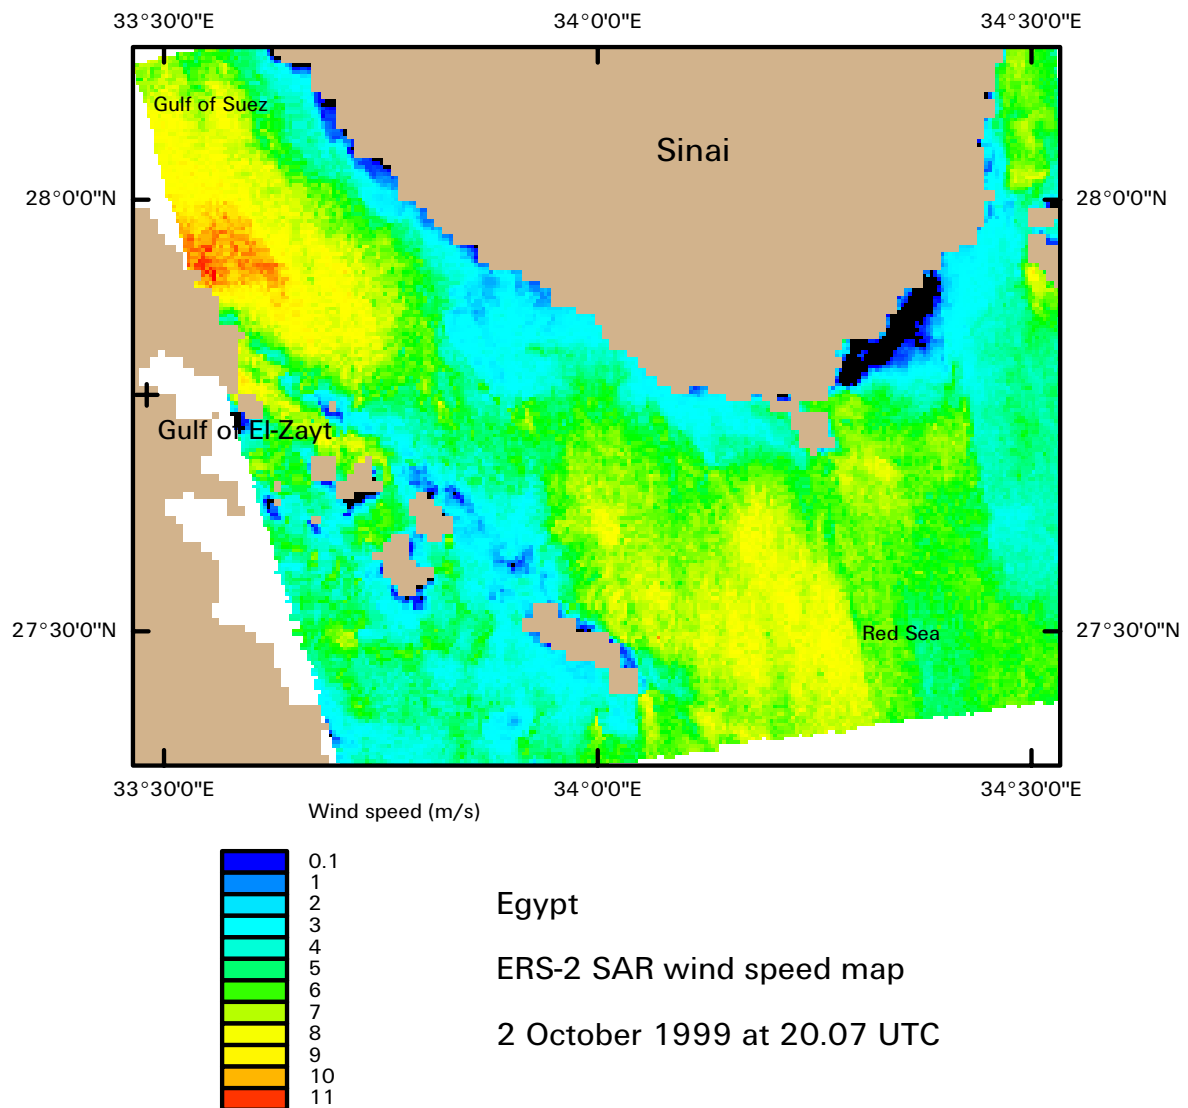 33°30'0"E 34°0'0"E 34°30'0"E
Gulf of Suez
Sinai
28°0'0"N 28°0'0"N
Gulf of El-Zayt
27°30'0"N Red Sea 27°30'0"N
33°30'0"E 34°0'0"E 34°30'0"E
Wind speed (m/s)
0.1
1
2
3
4
5
6
7
8
9
10
11
Egypt
ERS-2 SAR wind speed map
2 October 1999 at 20.07 UTC